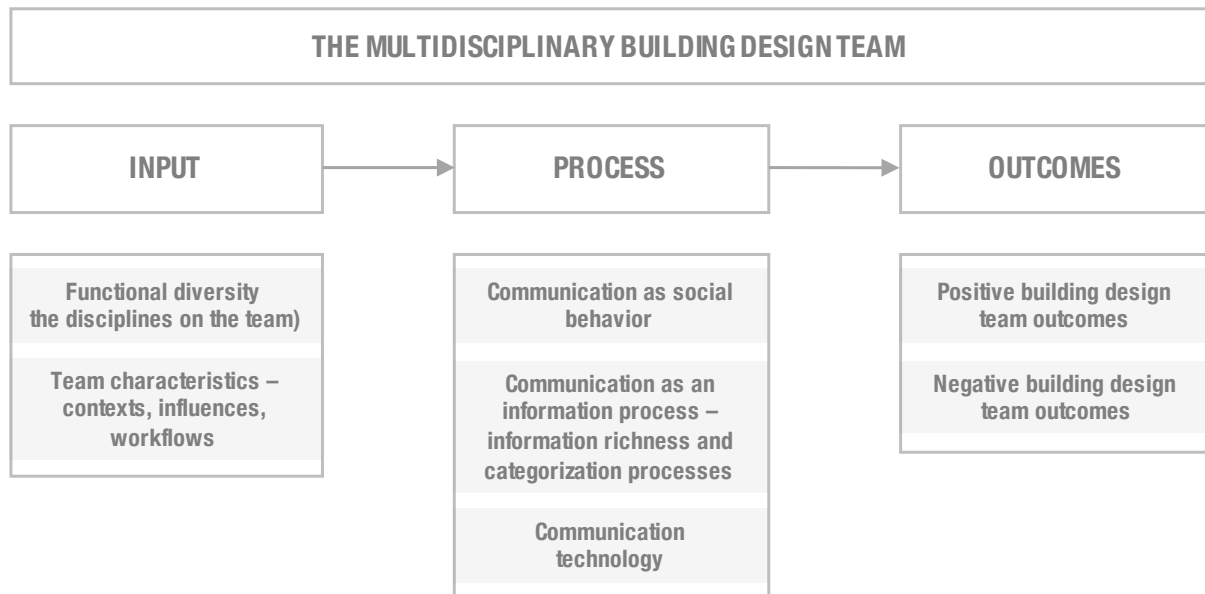 THE MULTIDISCIPLINARY BUILDING DESIGN TEAM
INPUT
PROCESS
OUTCOMES
Functional diversity
the disciplines on the team)
Team characteristics –
contexts, influences,
workflows
Communication as social
behavior
Communication as an
information process –
information richness and
categorization processes
Communication
technology
Positive building design
team outcomes
Negative building design
team outcomes